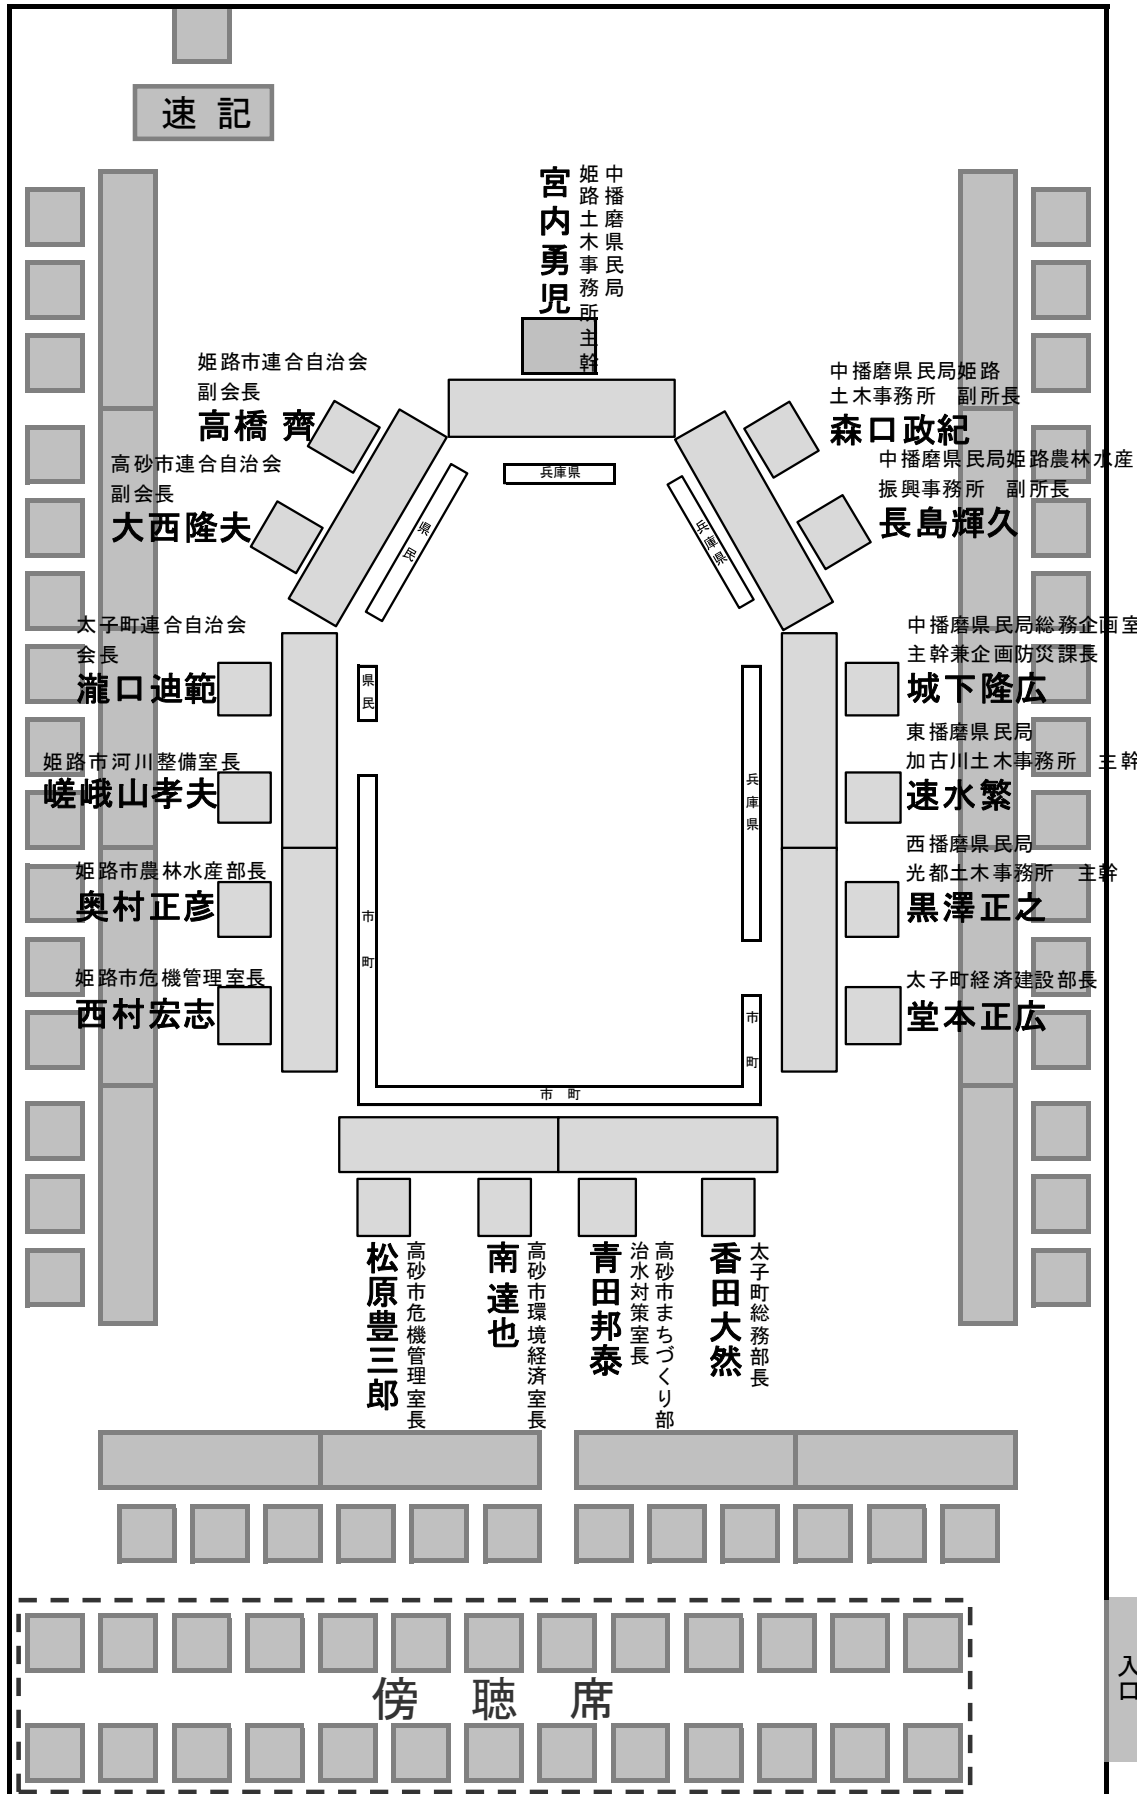 速記
中播磨県民局
姫路土木事務所主幹
宮内勇児
姫路市連合自治会
副会長
高橋 齊
中播磨県民局姫路
土木事務所　副所長
森口政紀
高砂市連合自治会
副会長
大西隆夫
中播磨県民局姫路農林水産
振興事務所　副所長
長島輝久
兵庫県
県民
兵庫県
太子町連合自治会
会長
瀧口迪範
県民
中播磨県民局総務企画室
主幹兼企画防災課長
城下隆広
姫路市河川整備室長
嵯峨山孝夫
兵庫県
東播磨県民局
加古川土木事務所　主幹
速水繁
姫路市農林水産部長
奥村正彦
市町
西播磨県民局
光都土木事務所　主幹
黒澤正之
姫路市危機管理室長
西村宏志
市町
太子町経済建設部長
堂本正広
市　町
高砂市危機管理室長
松原豊三郎
高砂市環境経済室長
南 達也
高砂市まちづくり部
治水対策室長
青田邦泰
太子町総務部長
香田大然
傍　聴　席
入口